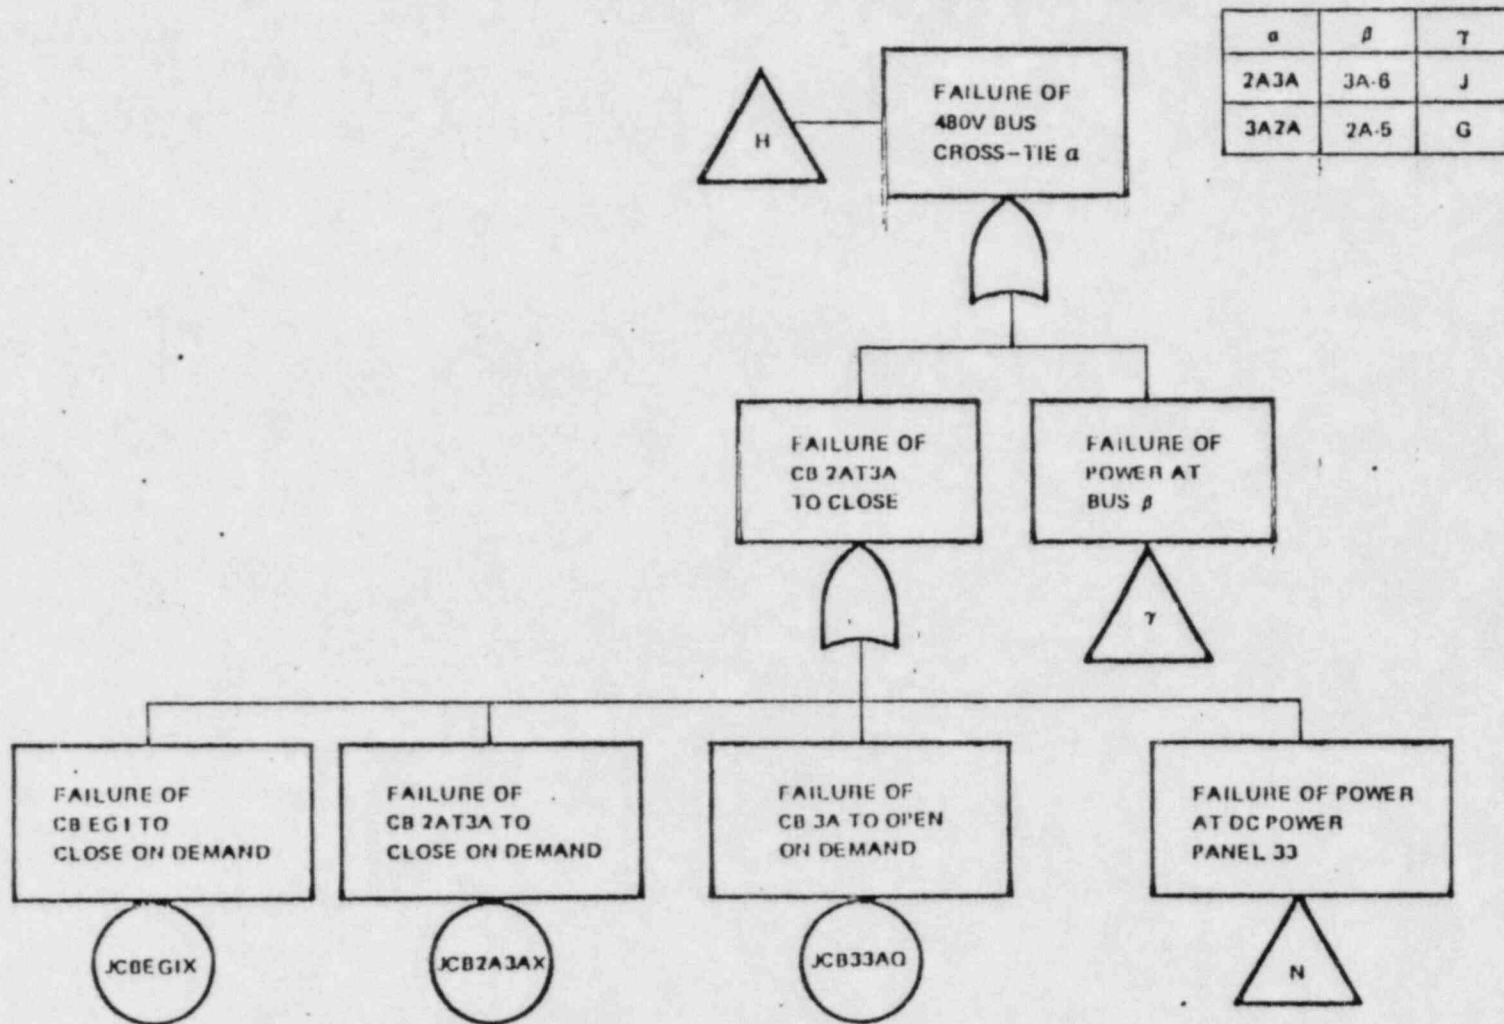 α β γ
2A3A 3A-6 J
3A2A 2A-5 G
H
FAILURE OF
480V BUS
CROSS-TIE α
FAILURE OF
CB 2AT3A
TO CLOSE
FAILURE OF
POWER AT
BUS β
γ
FAILURE OF
CB EG1 TO
CLOSE ON DEMAND
JCBEG1X
FAILURE OF
CB 2AT3A TO
CLOSE ON DEMAND
JCB2A3AX
FAILURE OF
CB 3A TO OPEN
ON DEMAND
JCB33AO
FAILURE OF POWER
AT DC POWER
PANEL 33
N